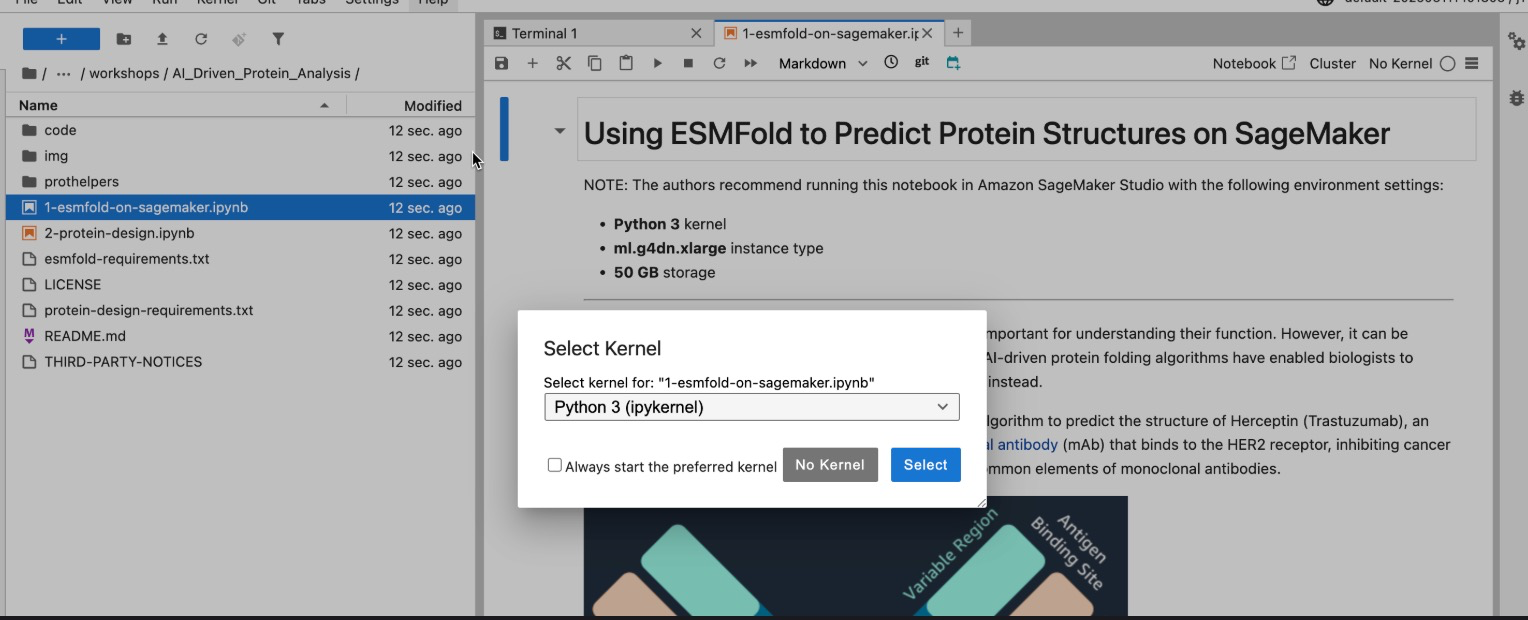 File Edit View Run Kernel Git Tabs Settings Help
Terminal 1
1-esmfold-on-sagemaker.ip
Markdown
git
Notebook
Cluster
No Kernel
/ ... / workshops / AI_Driven_Protein_Analysis /
Name Modified
code 12 sec. ago
img 12 sec. ago
prothelpers 12 sec. ago
1-esmfold-on-sagemaker.ipynb 12 sec. ago
2-protein-design.ipynb 12 sec. ago
esmfold-requirements.txt 12 sec. ago
LICENSE 12 sec. ago
protein-design-requirements.txt 12 sec. ago
README.md 12 sec. ago
THIRD-PARTY-NOTICES 12 sec. ago
Using ESMFold to Predict Protein Structures on SageMaker
NOTE: The authors recommend running this notebook in Amazon SageMaker Studio with the following environment settings:
• Python 3 kernel
• ml.g4dn.xlarge instance type
• 50 GB storage
mportant for understanding their function. However, it can be
AI-driven protein folding algorithms have enabled biologists to
instead.
lgorithm to predict the structure of Herceptin (Trastuzumab), an
al antibody (mAb) that binds to the HER2 receptor, inhibiting cancer
ommon elements of monoclonal antibodies.
Select Kernel
Select kernel for: "1-esmfold-on-sagemaker.ipynb"
Python 3 (ipykernel)
Always start the preferred kernel
No Kernel
Select
Variable Region
Antigen
Binding Site